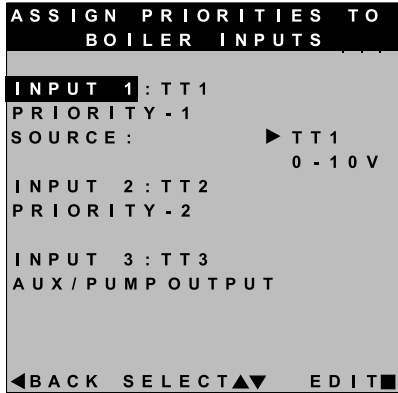 ASSIGN PRIORITIES TO
BOILER INPUTS
INPUT 1:TT1
PRIORITY-1
SOURCE: ▶TT1
0-10V
INPUT 2:TT2
PRIORITY-2
INPUT 3:TT3
AUX/PUMP OUTPUT
◀BACK SELECT▲▼ EDIT■